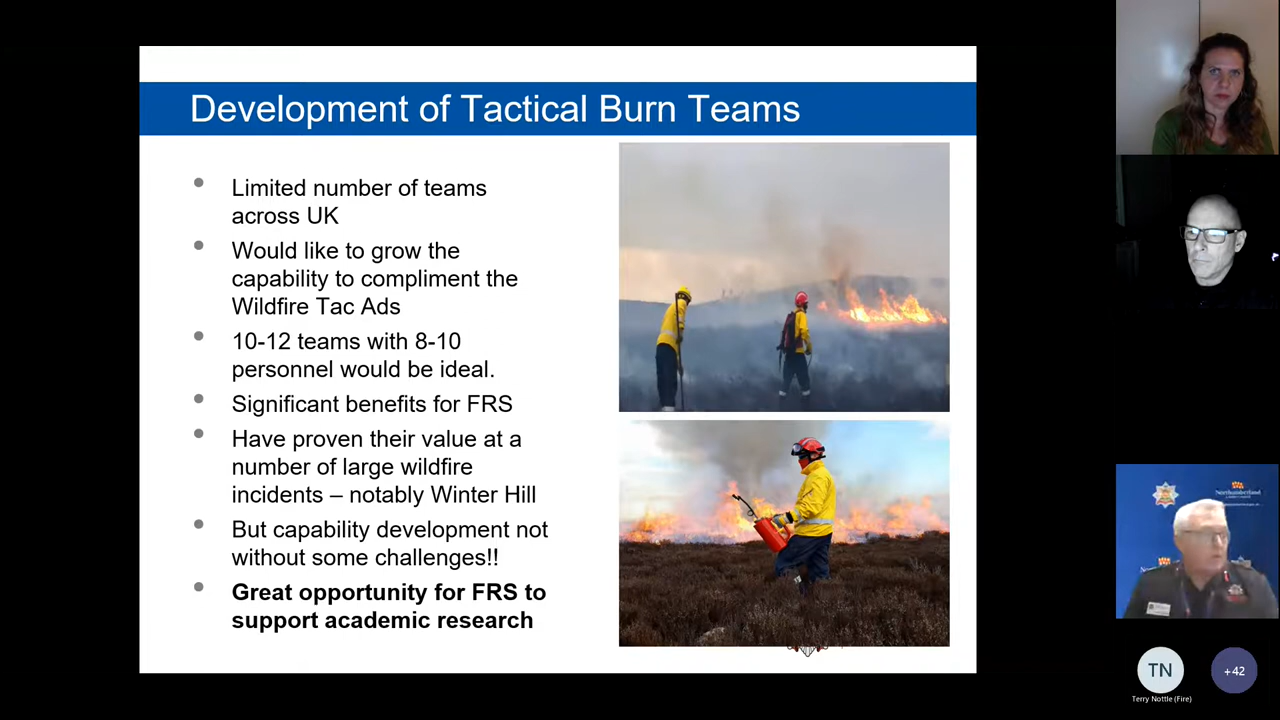 Development of Tactical Burn Teams
Limited number of teams
across UK
Would like to grow the
capability to compliment the
Wildfire Tac Ads
10-12 teams with 8-10
personnel would be ideal.
Significant benefits for FRS
Have proven their value at a
number of large wildfire
incidents – notably Winter Hill
But capability development not
without some challenges!!
Great opportunity for FRS to
support academic research
Northumberland
TN
+42
Terry Nottle (Fire)